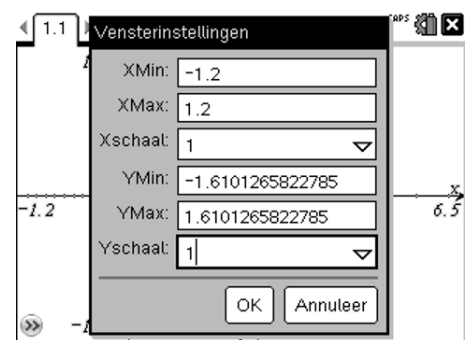 1.1
Vensterinstellingen
XMin: -1.2
XMax: 1.2
Xschaal: 1
YMin: -1.6101265822785
YMax: 1.6101265822785
Yschaal: 1
OK Annuleer
-1.2
x
6.5